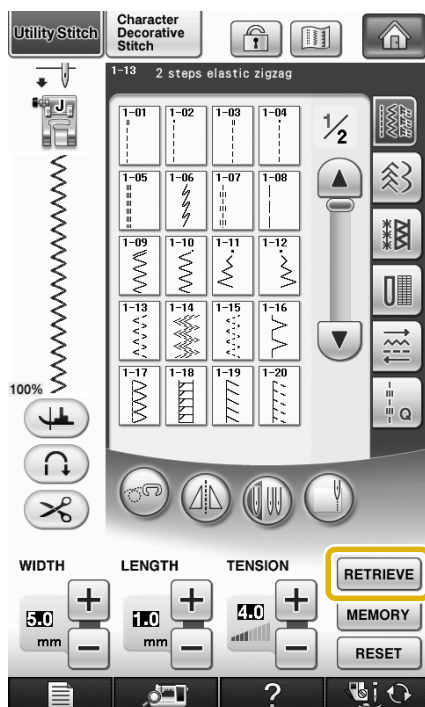 Utility Stitch
Character
Decorative
Stitch
1-13 2 steps elastic zigzag
J
1-01 1-02 1-03 1-04
1/2
1-05 1-06 1-07 1-08
1-09 1-10 1-11 1-12
1-13 1-14 1-15 1-16
1-17 1-18 1-19 1-20
Q
100%
WIDTH LENGTH TENSION
RETRIEVE
5.0 1.0 4.0
mm mm
MEMORY
RESET
?